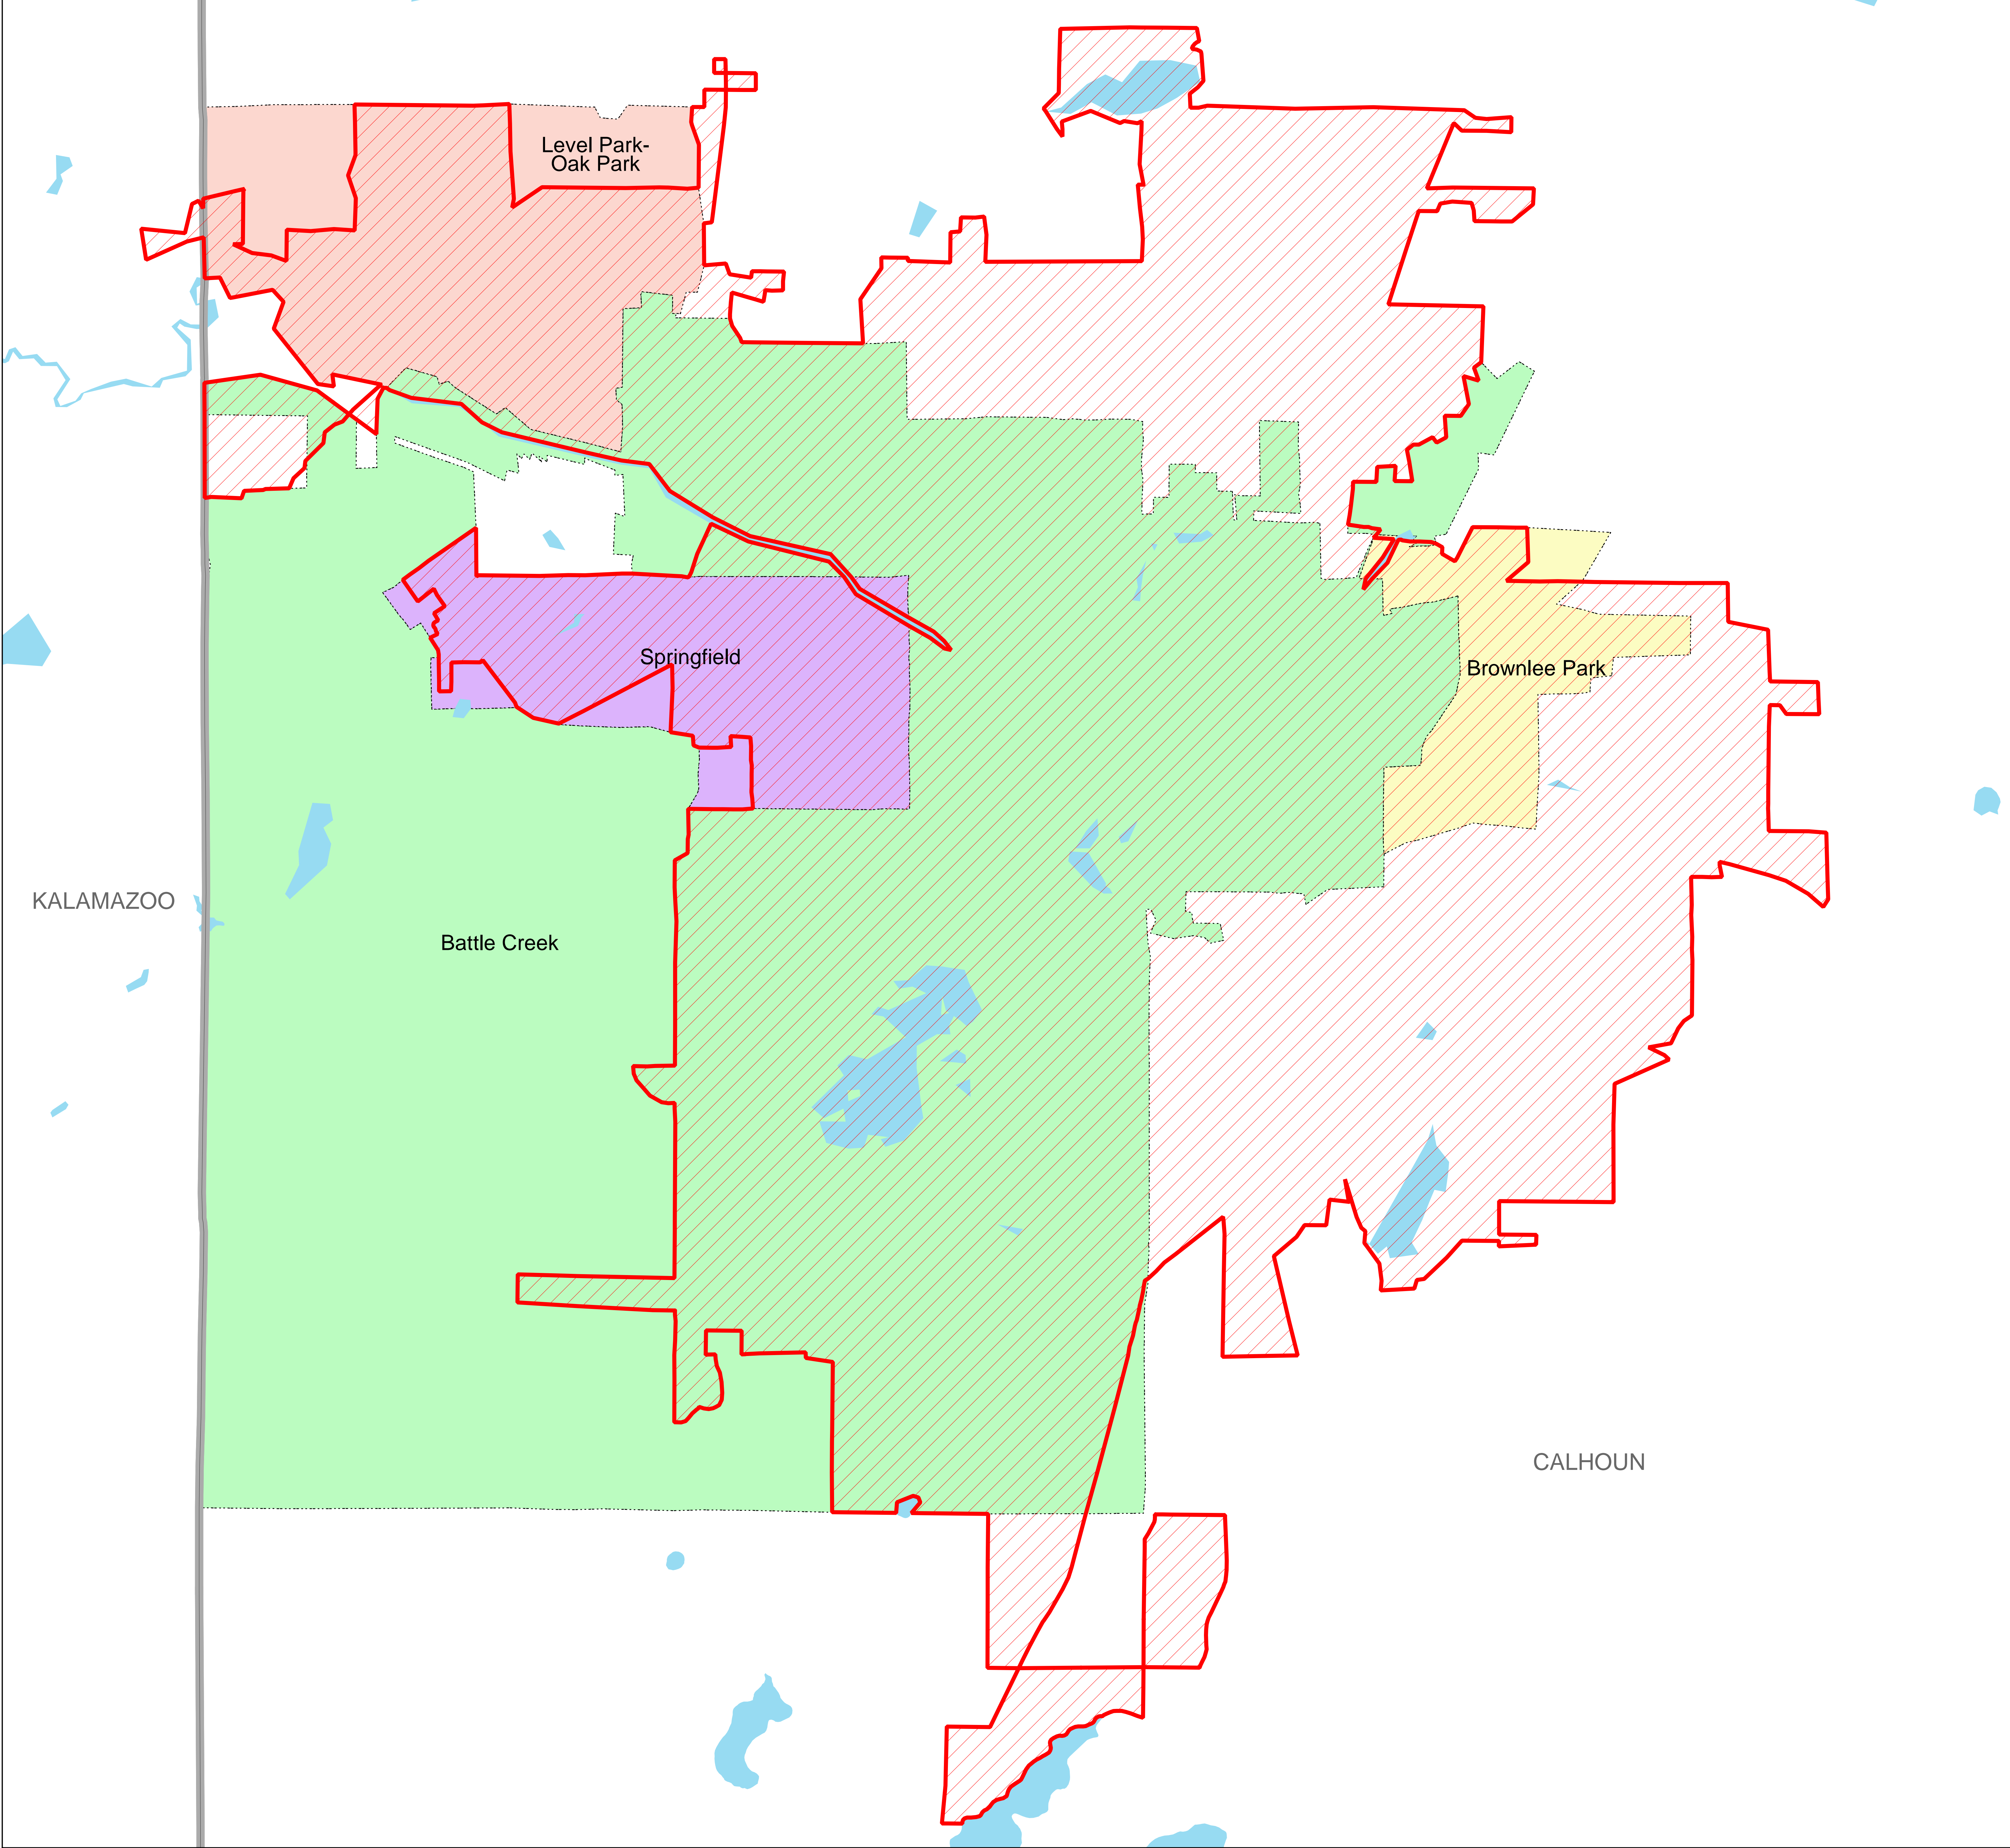 Level Park-
Oak Park
Springfield
Brownlee Park
KALAMAZOO
Battle Creek
CALHOUN